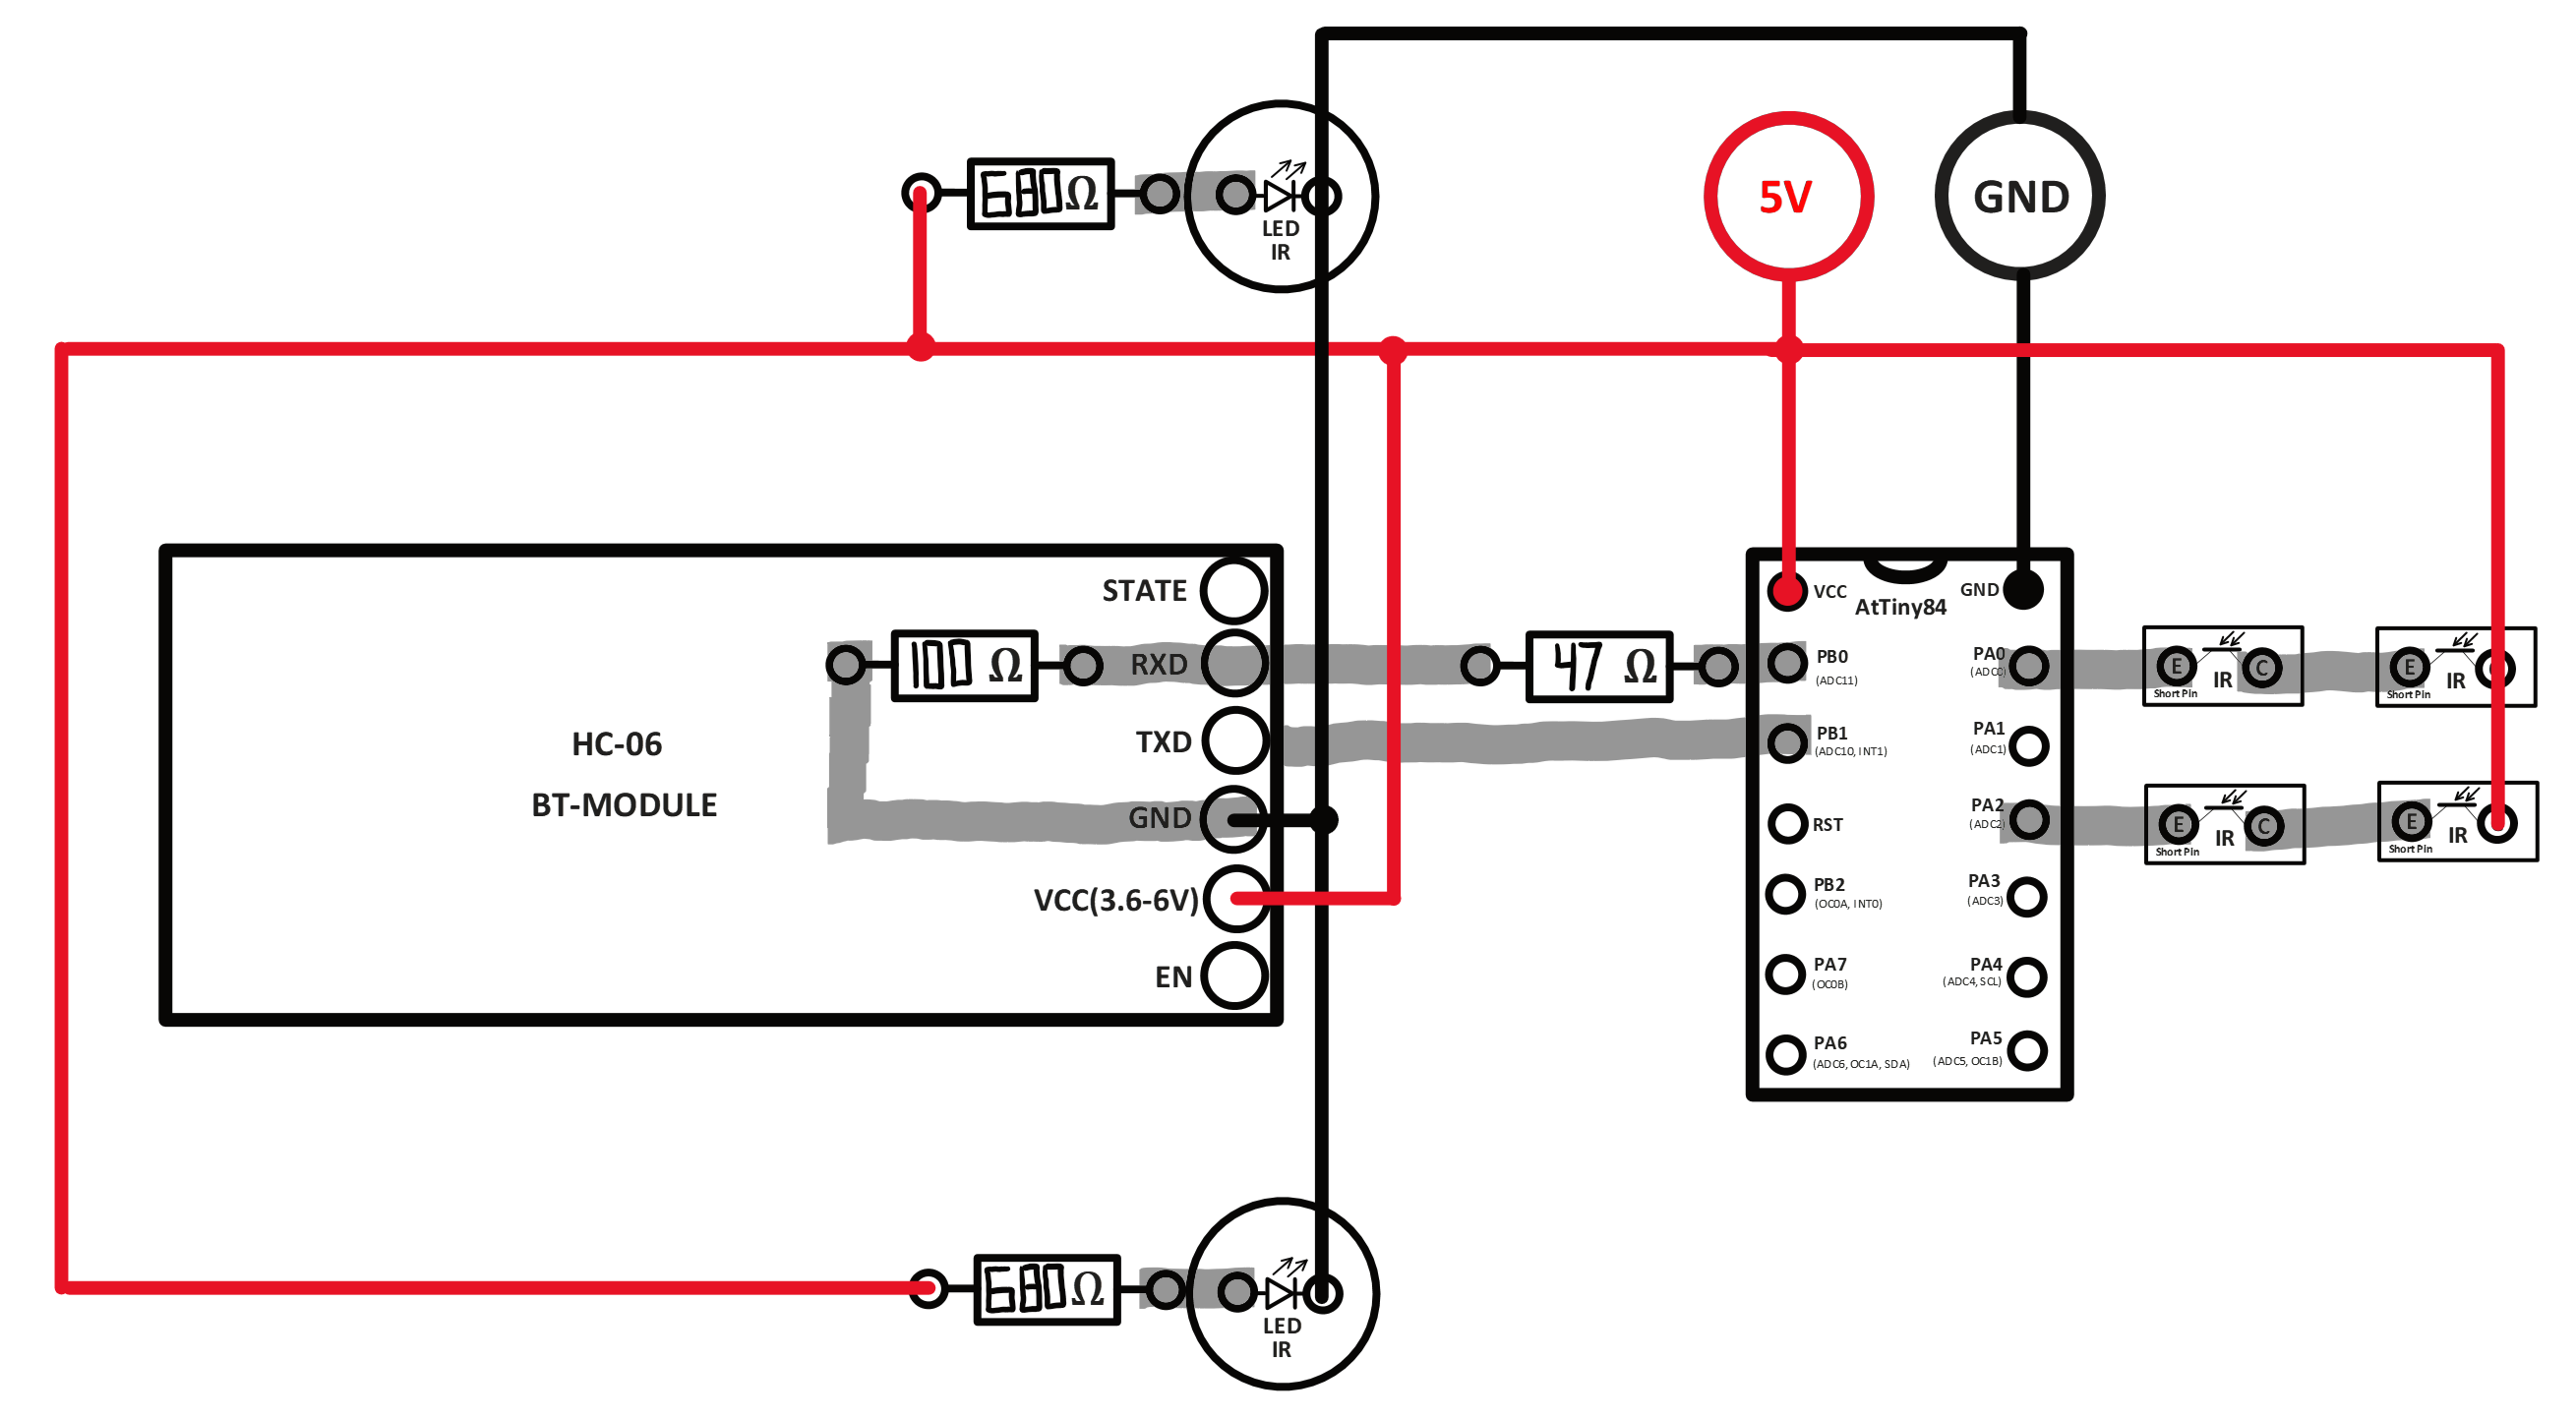 680Ω
LED
IR
5V
GND
STATE
RXD
TXD
GND
VCC(3.6-6V)
EN
100 Ω
HC-06
BT-MODULE
47 Ω
VCC
AtTiny84
GND
PB0
(ADC11)
PB1
(ADC10, INT1)
RST
PB2
(OC0A, INT0)
PA7
(OC0B)
PA6
(ADC6, OC1A, SDA)
PA0
(ADC0)
PA1
(ADC1)
PA2
(ADC2)
PA3
(ADC3)
PA4
(ADC4, SCL)
PA5
(ADC5, OC1B)
E
IR
C
Short Pin
E
IR
Short Pin
E
IR
C
Short Pin
E
IR
Short Pin
680Ω
LED
IR